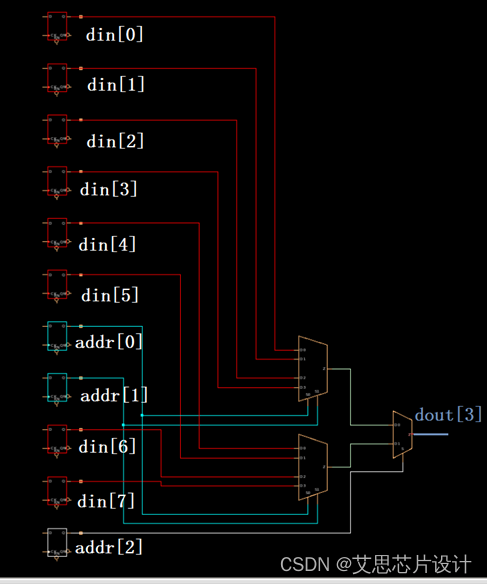 din[0]
din[1]
din[2]
din[3]
din[4]
din[5]
addr[0]
addr[1]
dout[3]
din[6]
din[7]
addr[2]
CSDN @艾思芯片设计